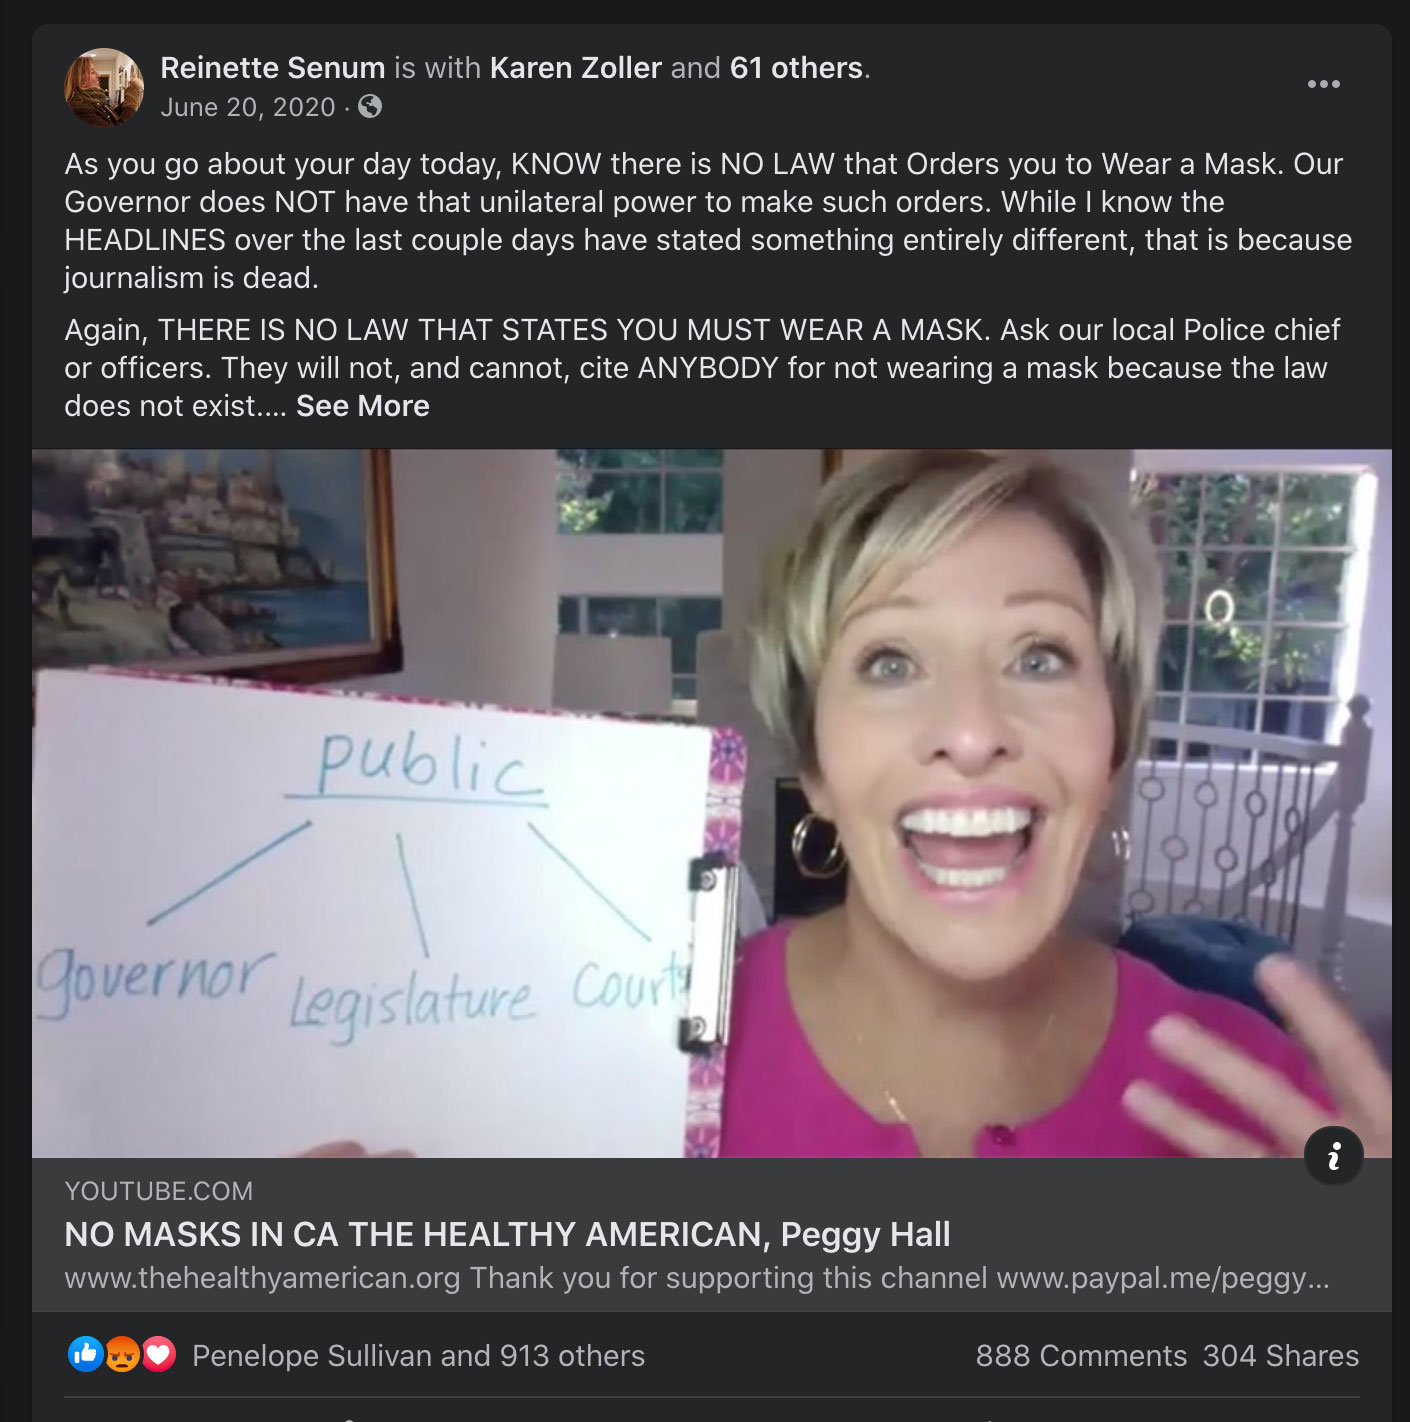 Reinette Senum is with Karen Zoller and 61 others.
June 20, 2020 ·
As you go about your day today, KNOW there is NO LAW that Orders you to Wear a Mask. Our
Governor does NOT have that unilateral power to make such orders. While I know the
HEADLINES over the last couple days have stated something entirely different, that is because
journalism is dead.
Again, THERE IS NO LAW THAT STATES YOU MUST WEAR A MASK. Ask our local Police chief
or officers. They will not, and cannot, cite ANYBODY for not wearing a mask because the law
does not exist.... See More
public
governor Legislature Courts
YOUTUBE.COM
NO MASKS IN CA THE HEALTHY AMERICAN, Peggy Hall
www.thehealthyamerican.org Thank you for supporting this channel www.paypal.me/peggy...
Penelope Sullivan and 913 others 888 Comments 304 Shares